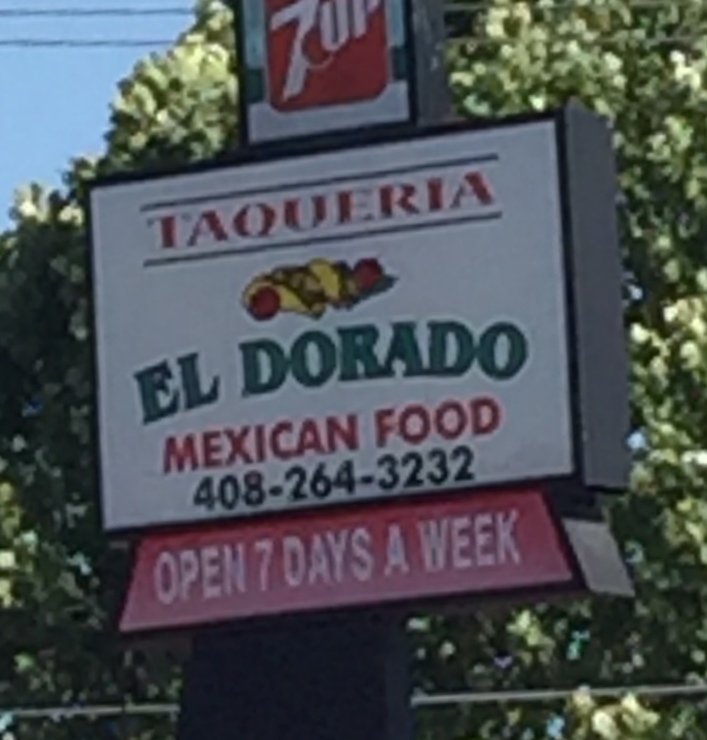 7UP
TAQUERIA
EL DORADO
MEXICAN FOOD
408-264-3232
OPEN 7 DAYS A WEEK